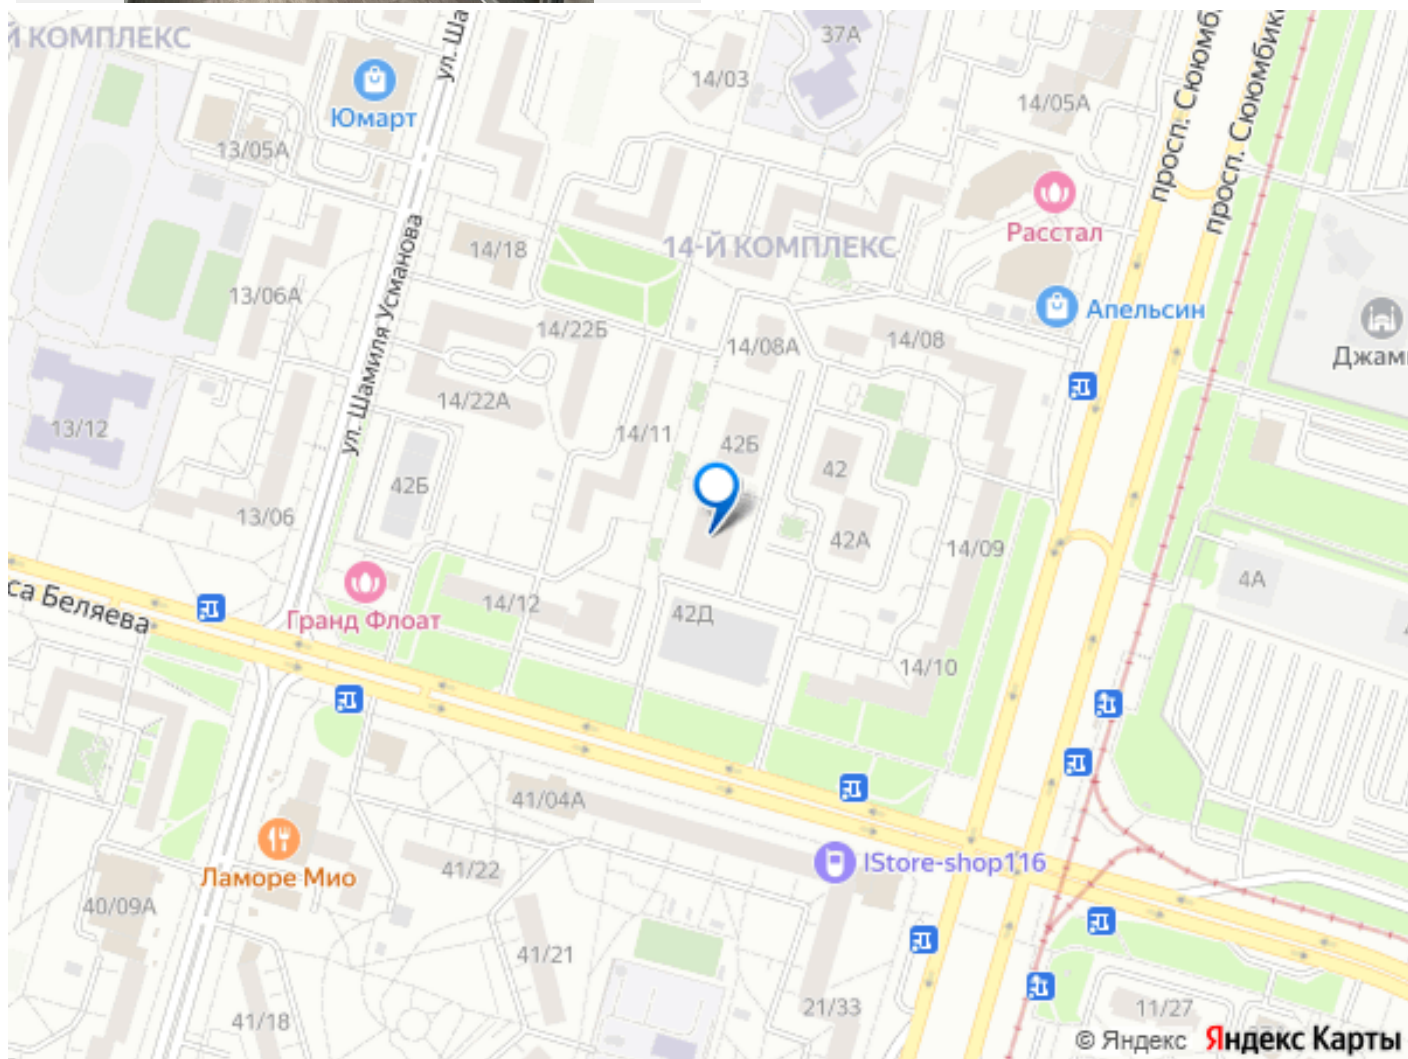 Й КОМПЛЕКС
ул. Ша
37А
14/03
14/05А
просп. Сююмб
просп. Сююмбике
Юмарт
13/05А
Расстал
14-Й КОМПЛЕКС
14/18
ул. Шамиля Усманова
13/06А
Апельсин
Джами
14/22Б
14/08А
14/08
14/22А
13/12
14/11
42Б
42
42Б
13/06
42А
14/09
4А
са Беляева
Гранд Флоат
14/12
42Д
14/10
41/04А
IStore-shop116
Ламоре Мио
41/22
40/09А
41/21
41/18
21/33
11/27
© Яндекс Яндекс Карты